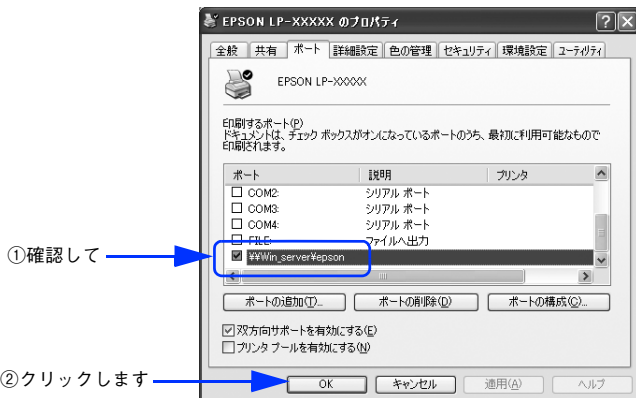 EPSON LP-XXXXX のプロパティ
全般 共有 ポート 詳細設定 色の管理 セキュリティ 環境設定 ユーティリティ
EPSON LP-XXXXX
印刷するポート(P)
ドキュメントは、チェック ボックスがオンになっているポートのうち、最初に利用可能なもので
印刷されます。
ポート 説明 プリンタ
COM2: シリアル ポート
COM3: シリアル ポート
COM4: シリアル ポート
FILE: ファイルへ出力
①確認して
¥¥Win_server¥epson
ポートの追加(T)... ポートの削除(D) ポートの構成(C)...
双方向サポートを有効にする(E)
プリンタ プールを有効にする(N)
②クリックします
OK キャンセル 適用(A) ヘルプ